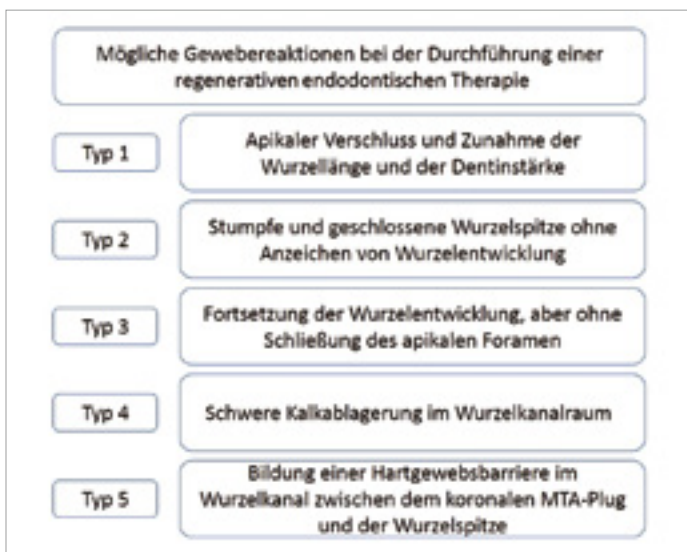 Mögliche Gewebereaktionen bei der Durchführung einer
regenerativen endodontischen Therapie
Typ 1
Apikaler Verschluss und Zunahme der
Wurzellänge und der Dentinstärke
Typ 2
Stumpfe und geschlossene Wurzelspitze ohne
Anzeichen von Wurzelentwicklung
Typ 3
Fortsetzung der Wurzelentwicklung, aber ohne
Schließung des apikalen Foramen
Typ 4
Schwere Kalkablagerung im Wurzelkanalraum
Typ 5
Bildung einer Hartgewebsbarriere im
Wurzelkanal zwischen dem koronalen MTA-Plug
und der Wurzelspitze